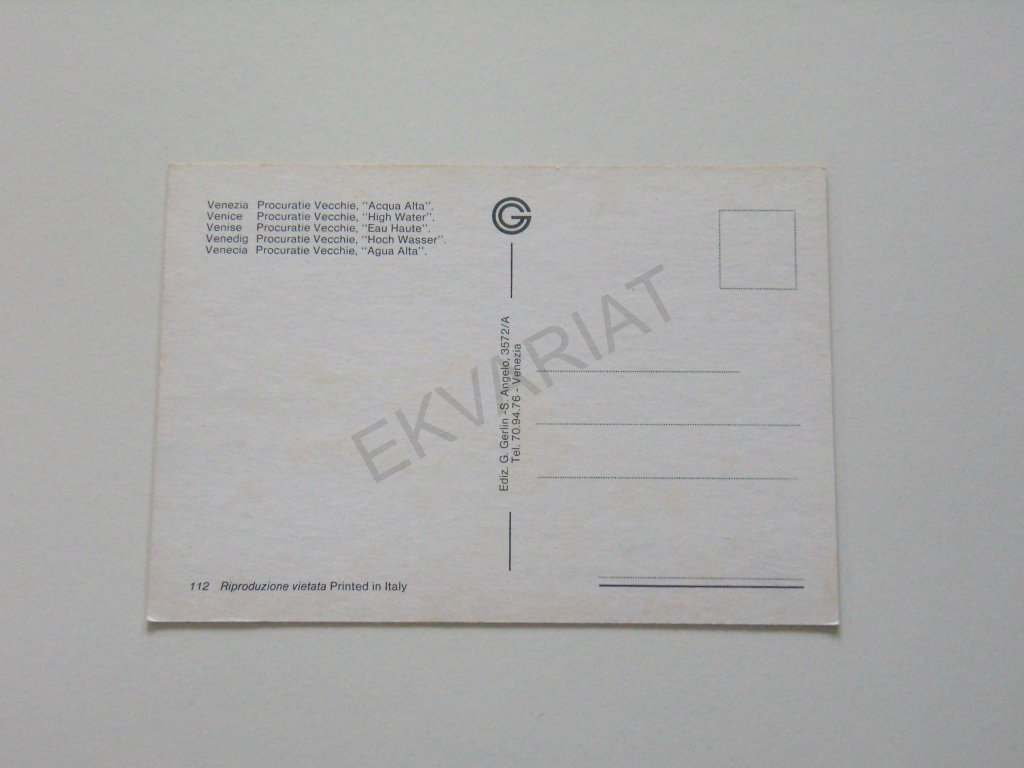 Venezia Procuratie Vecchie, "Acqua Alta".
Venice Procuratie Vecchie, "High Water".
Venise Procuratie Vecchie, "Eau Haute".
Venedig Procuratie Vecchie, "Hoch Wasser".
Venecia Procuratie Vecchie, "Agua Alta".
G
Ediz. G. Gerlin -S. Angelo, 3572/A
Tel. 70.94.76 - Venezia
EKVARIAT
112 Riproduzione vietata Printed in Italy